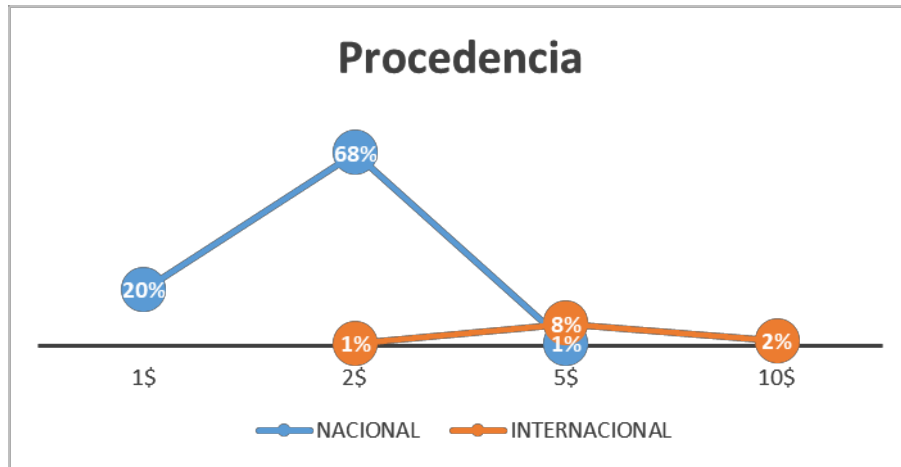 Procedencia
68%
20%
8%
1%
1%
2%
1$ 2$ 5$ 10$
NACIONAL INTERNACIONAL